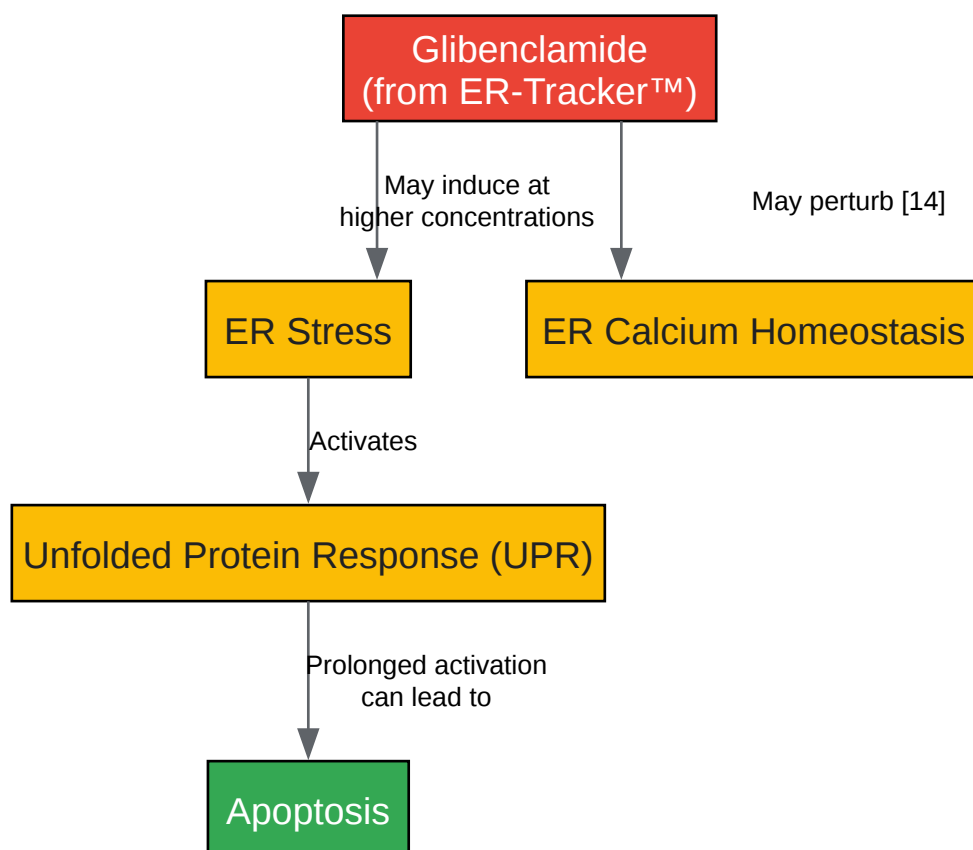 Glibenclamide
(from ER-Tracker™)
May induce at
higher concentrations
May perturb [14]
ER Stress
ER Calcium Homeostasis
Activates
Unfolded Protein Response (UPR)
Prolonged activation
can lead to
Apoptosis